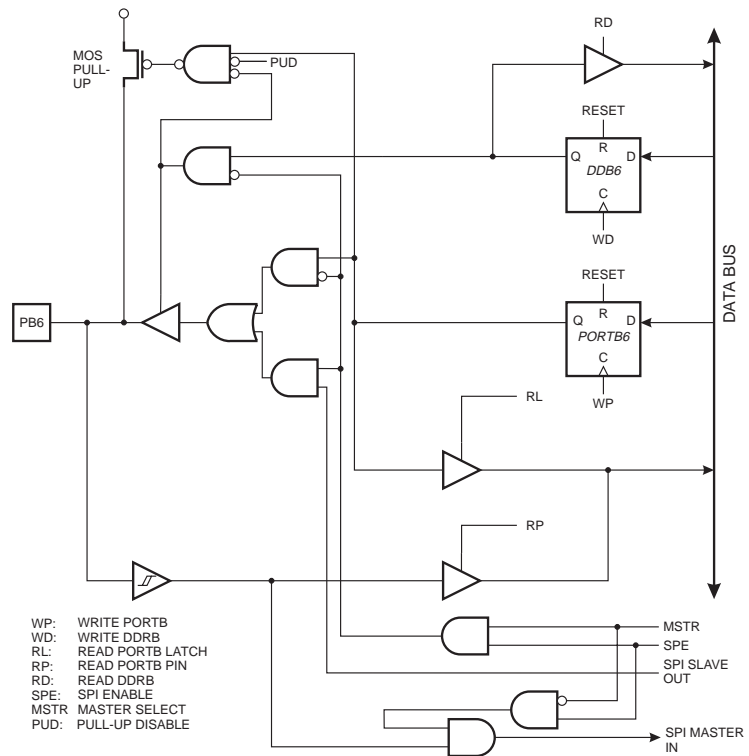 RD
MOS
PULL-
UP
PUD
RESET
R
Q
D
DDB6
C
WD
DATA BUS
RESET
R
Q
D
PORTB6
C
WP
PB6
RL
RP
WP: WRITE PORTB
WD: WRITE DDRB
RL: READ PORTB LATCH
RP: READ PORTB PIN
RD: READ DDRB
SPE: SPI ENABLE
MSTR MASTER SELECT
PUD: PULL-UP DISABLE
MSTR
SPE
SPI SLAVE
OUT
SPI MASTER
IN